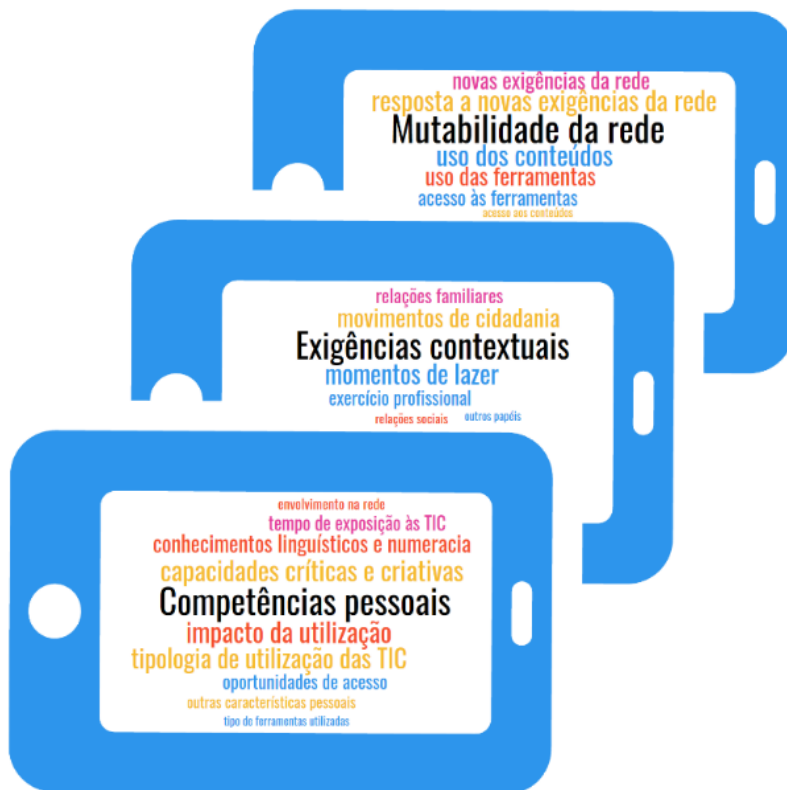 novas exigências da rede
resposta a novas exigências da rede
Mutabilidade da rede
uso dos conteúdos
uso das ferramentas
acesso às ferramentas
acesso aos conteúdos
relações familiares
movimentos de cidadania
Exigências contextuais
momentos de lazer
exercício profissional
relações sociais outros papéis
envolvimento na rede
tempo de exposição às TIC
conhecimentos linguísticos e numeracia
capacidades críticas e criativas
Competências pessoais
impacto da utilização
tipologia de utilização das TIC
oportunidades de acesso
outras características pessoais
tipo de ferramentas utilizadas